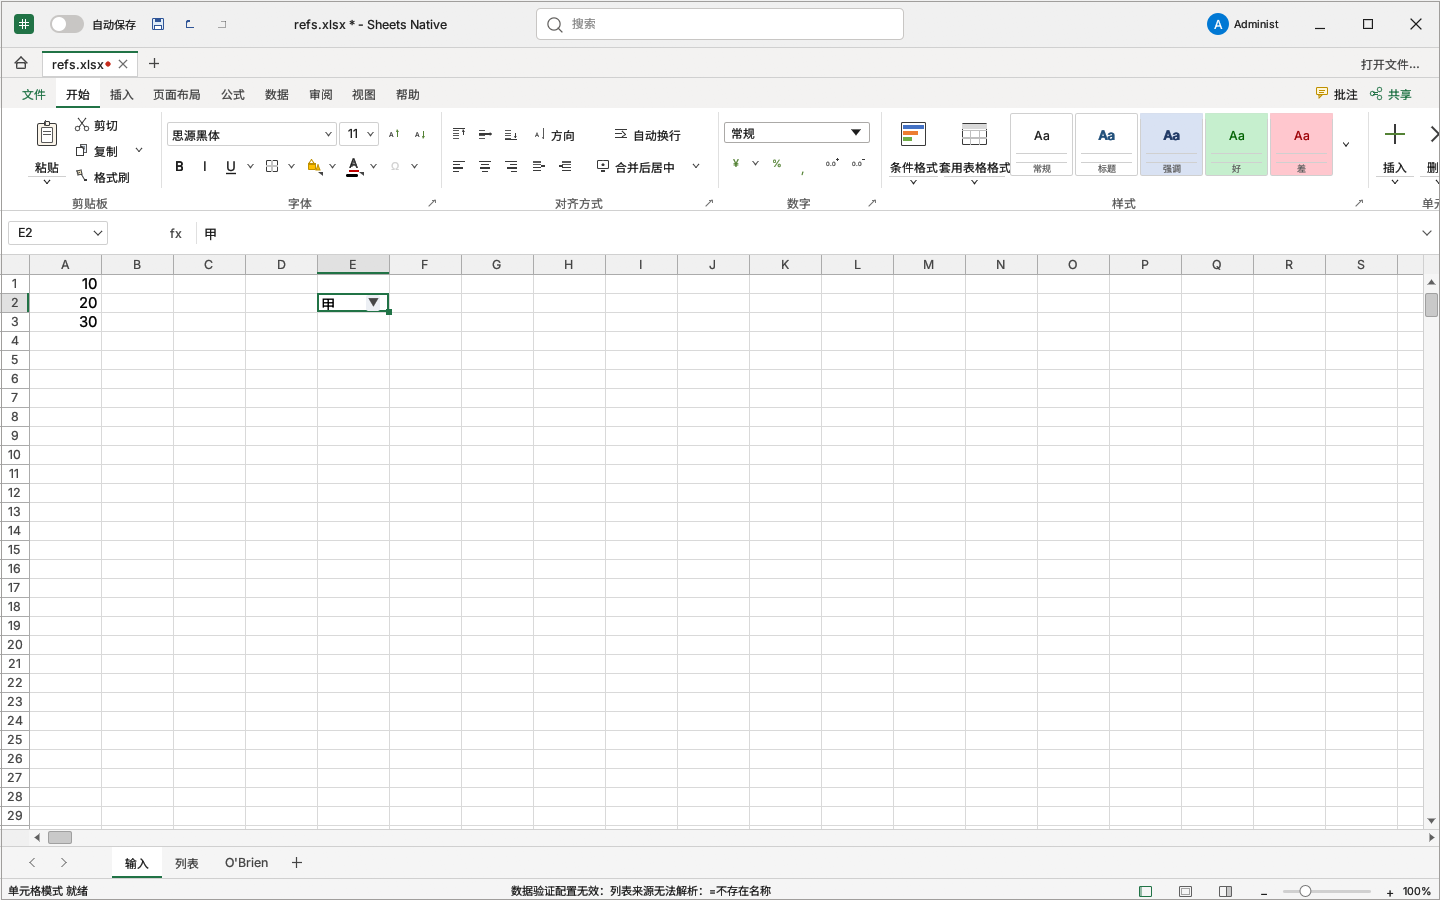 自动保存 refs.xlsx * - Sheets Native 搜索 A Administ
refs.xlsx 打开文件...
文件 开始 插入 页面布局 公式 数据 审阅 视图 帮助 批注 共享
粘贴 剪切 复制 格式刷 剪贴板
思源黑体 11 B I U A 字体
方向 自动换行 合并后居中 对齐方式
常规 ¥ % , 数字
条件格式 套用表格格式 Aa 常规 Aa 标题 Aa 强调 Aa 好 Aa 差 样式
插入 删 单元
E2 fx 甲
A B C D E F G H I J K L M N O P Q R S
1 10
2 20 甲
3 30
4
5
6
7
8
9
10
11
12
13
14
15
16
17
18
19
20
21
22
23
24
25
26
27
28
29
输入 列表 O'Brien
单元格模式 就绪 数据验证配置无效：列表来源无法解析：=不存在名称 100%